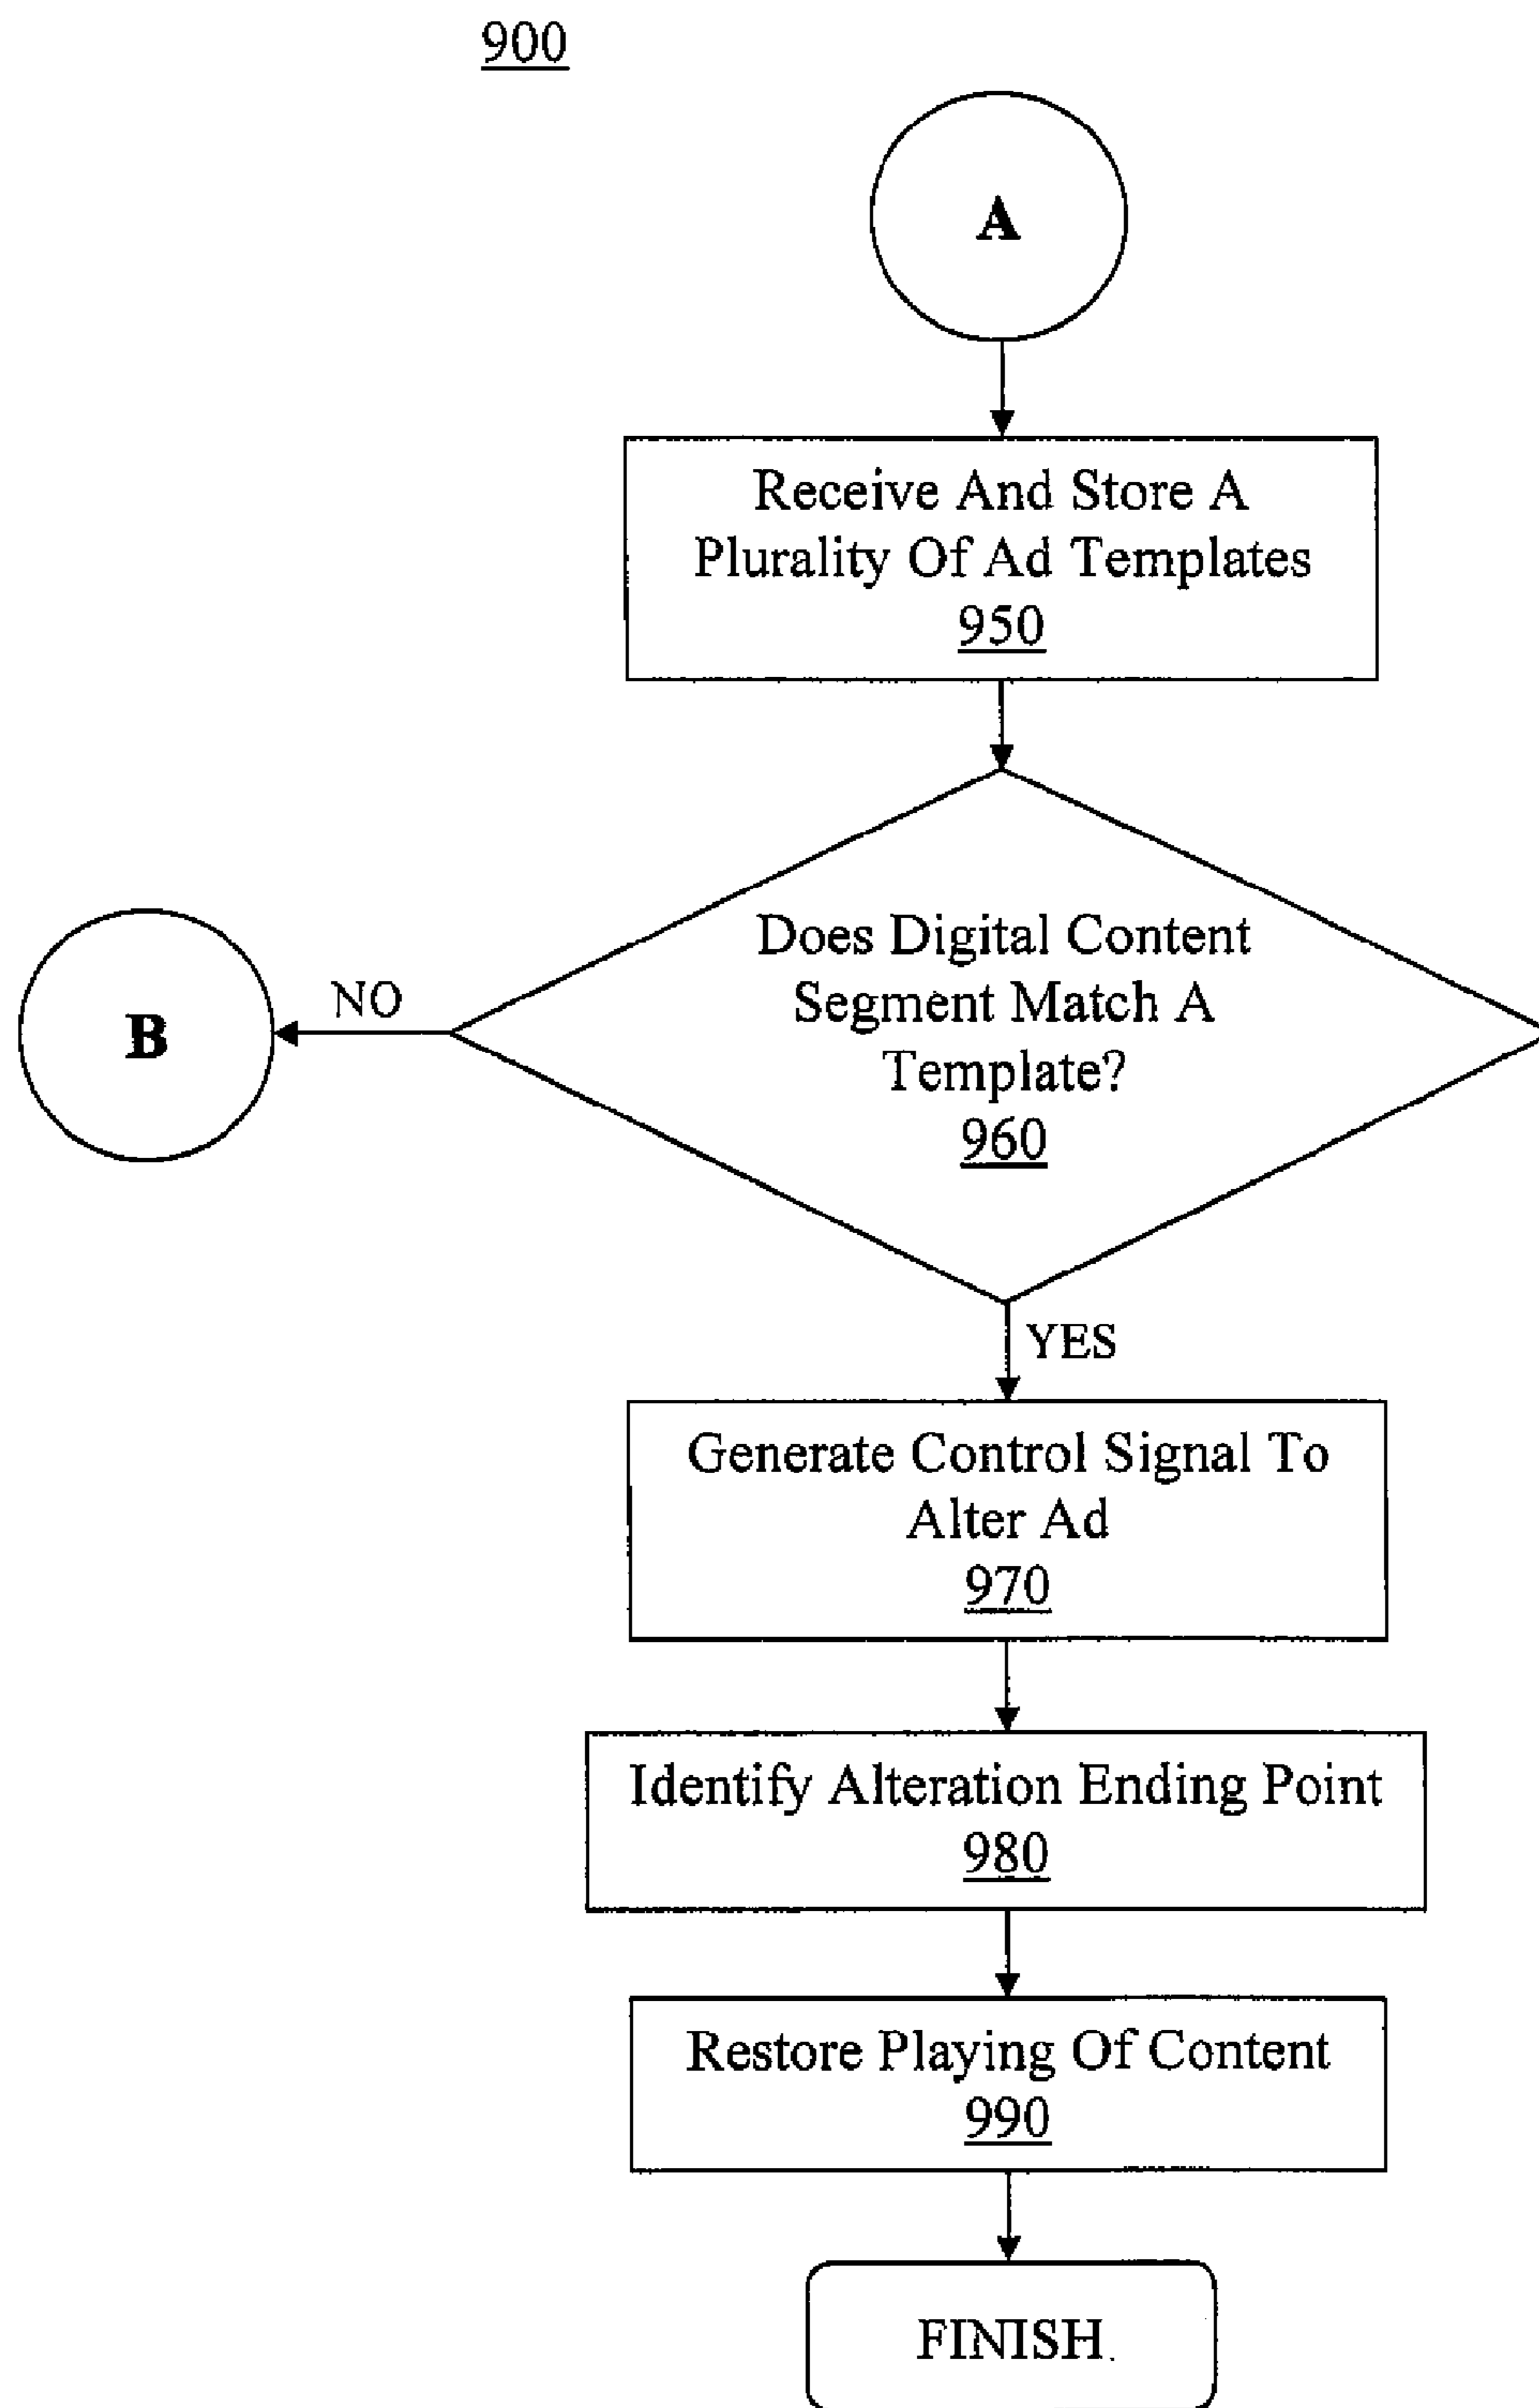 900
A
Receive And Store A
Plurality Of Ad Templates
950
Does Digital Content
Segment Match A
Template?
960
NO
B
YES
Generate Control Signal To
Alter Ad
970
Identify Alteration Ending Point
980
Restore Playing Of Content
990
FINISH